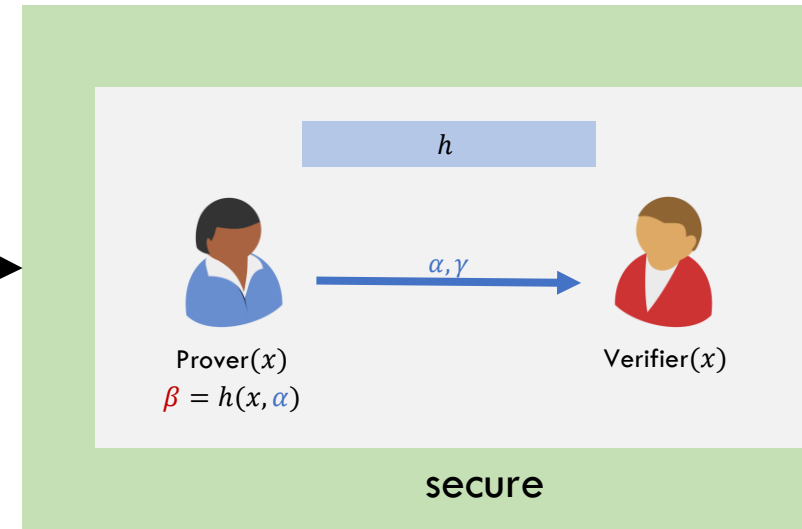 h
α, γ
Prover(x)
Verifier(x)
β = h(x, α)
secure